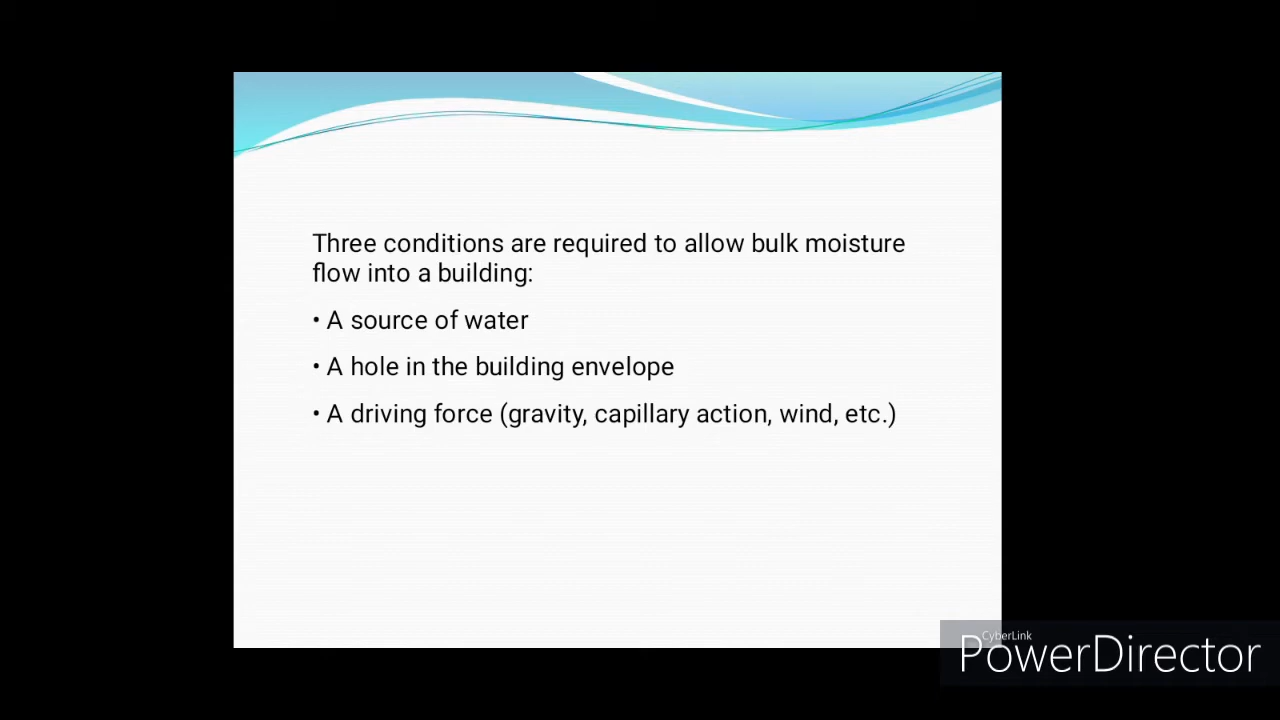 Three conditions are required to allow bulk moisture
flow into a building:
• A source of water
• A hole in the building envelope
• A driving force (gravity, capillary action, wind, etc.)
CyberLink
PowerDirector